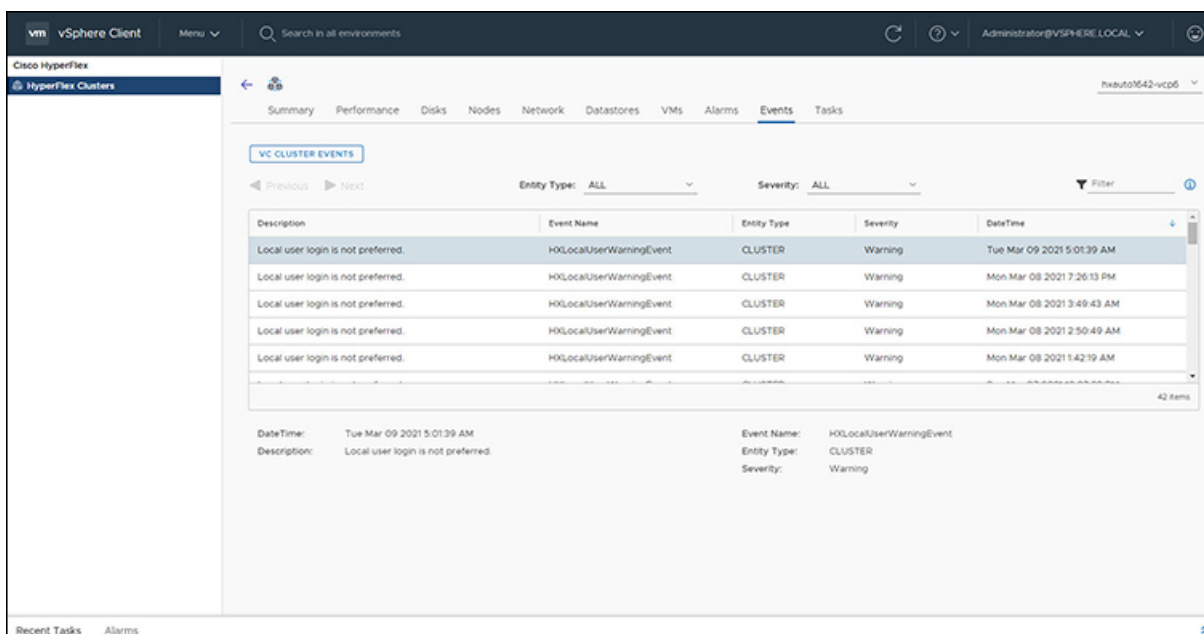 vm vSphere Client Menu Search in all environments Administrator@VSPHERE.LOCAL
Cisco HyperFlex
HyperFlex Clusters
hxauto1642-vcp6
Summary Performance Disks Nodes Network Datastores VMs Alarms Events Tasks
VC CLUSTER EVENTS
Previous Next Entity Type: ALL Severity: ALL Filter
Description Event Name Entity Type Severity DateTime
Local user login is not preferred. HXLocalUserWarningEvent CLUSTER Warning Tue Mar 09 2021 5:01:39 AM
Local user login is not preferred. HXLocalUserWarningEvent CLUSTER Warning Mon Mar 08 2021 7:26:13 PM
Local user login is not preferred. HXLocalUserWarningEvent CLUSTER Warning Mon Mar 08 2021 3:49:43 AM
Local user login is not preferred. HXLocalUserWarningEvent CLUSTER Warning Mon Mar 08 2021 2:50:49 AM
Local user login is not preferred. HXLocalUserWarningEvent CLUSTER Warning Mon Mar 08 2021 1:42:19 AM
42 items
DateTime: Tue Mar 09 2021 5:01:39 AM Event Name: HXLocalUserWarningEvent
Description: Local user login is not preferred. Entity Type: CLUSTER
Severity: Warning
Recent Tasks Alarms